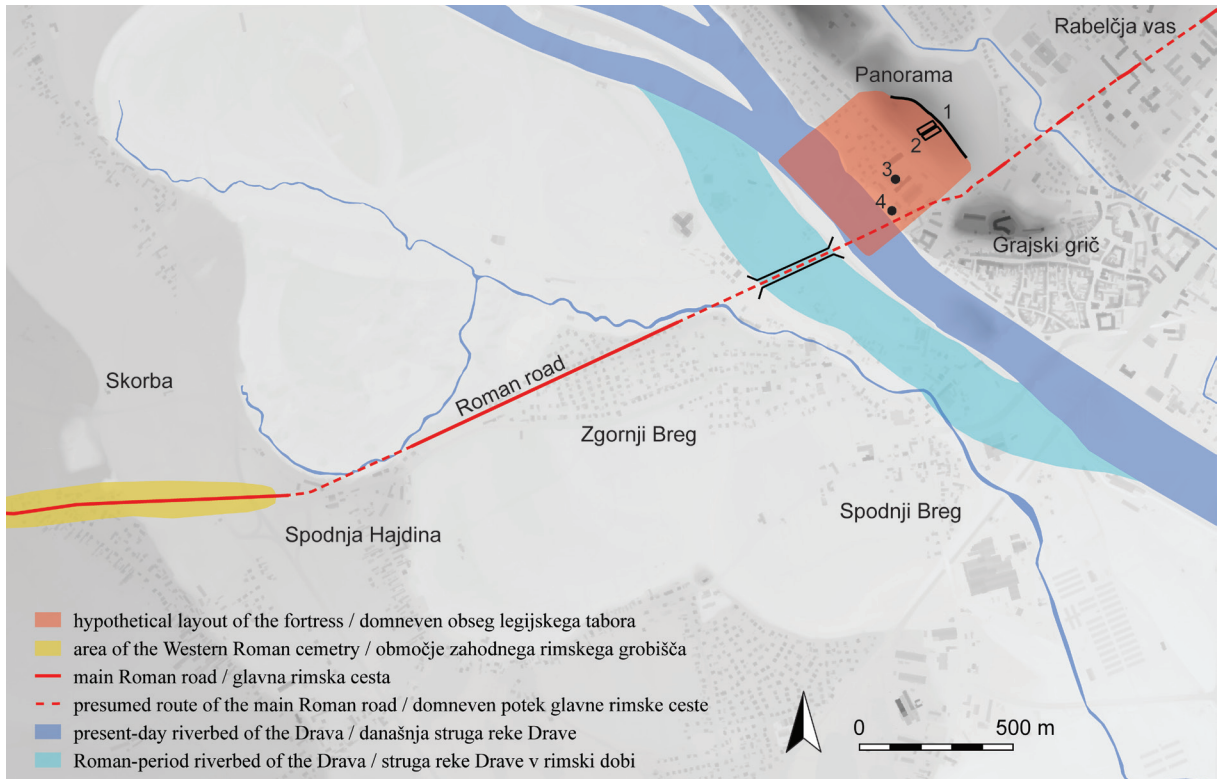 Rabelčja vas
Panorama
1
2
3
4
Grajski grič
Roman road
Skorba
Zgornji Breg
Spodnji Breg
Spodnja Hajdina
hypothetical layout of the fortress / domneven obseg legijskega tabora
area of the Western Roman cemetery / območje zahodnega rimskega grobišča
main Roman road / glavna rimska cesta
presumed route of the main Roman road / domneven potek glavne rimske ceste
present-day riverbed of the Drava / današnja struga reke Drave
Roman-period riverbed of the Drava / struga reke Drave v rimski dobi
0 500 m